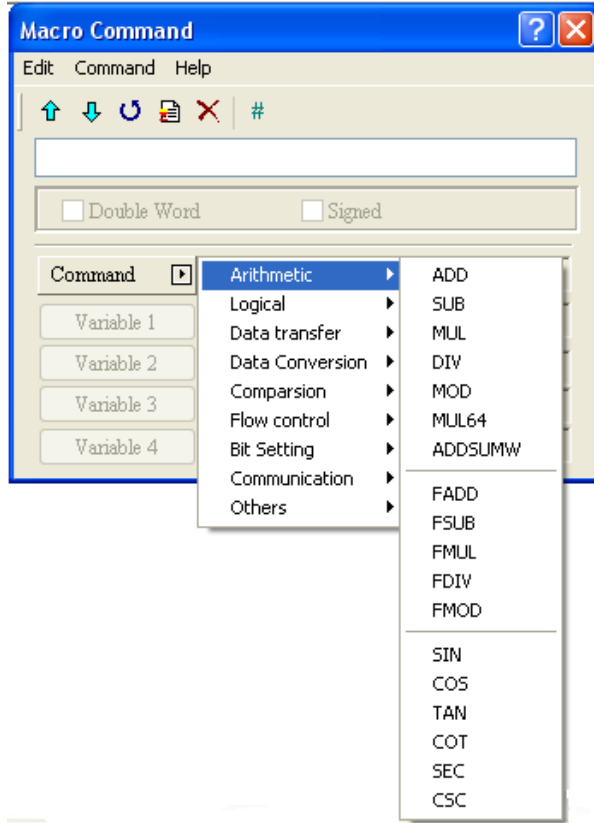 Macro Command
Edit Command Help
#
Double Word Signed
Command
Variable 1
Variable 2
Variable 3
Variable 4
Arithmetic
Logical
Data transfer
Data Conversion
Comparsion
Flow control
Bit Setting
Communication
Others
ADD
SUB
MUL
DIV
MOD
MUL64
ADDSUMW
FADD
FSUB
FMUL
FDIV
FMOD
SIN
COS
TAN
COT
SEC
CSC